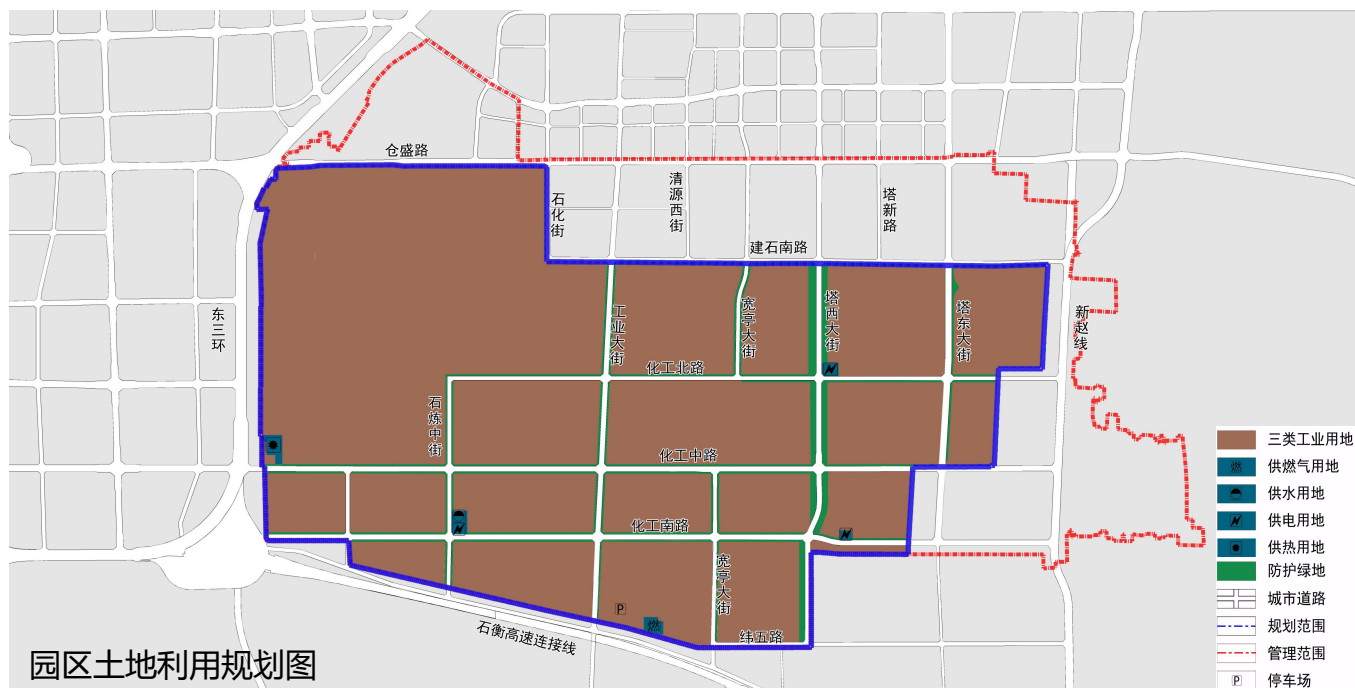 仓盛路
石化街
清源西街
塔新路
建石南路
东三环
工业大街
宽亭大街
塔西大街
塔东大街
新赵线
化工北路
石炼中街
化工中路
化工南路
宽亭大街
P
燃
纬五路
石衡高速连接线
园区土地利用规划图
三类工业用地
燃 供燃气用地
供水用地
供电用地
供热用地
防护绿地
城市道路
规划范围
管理范围
P 停车场